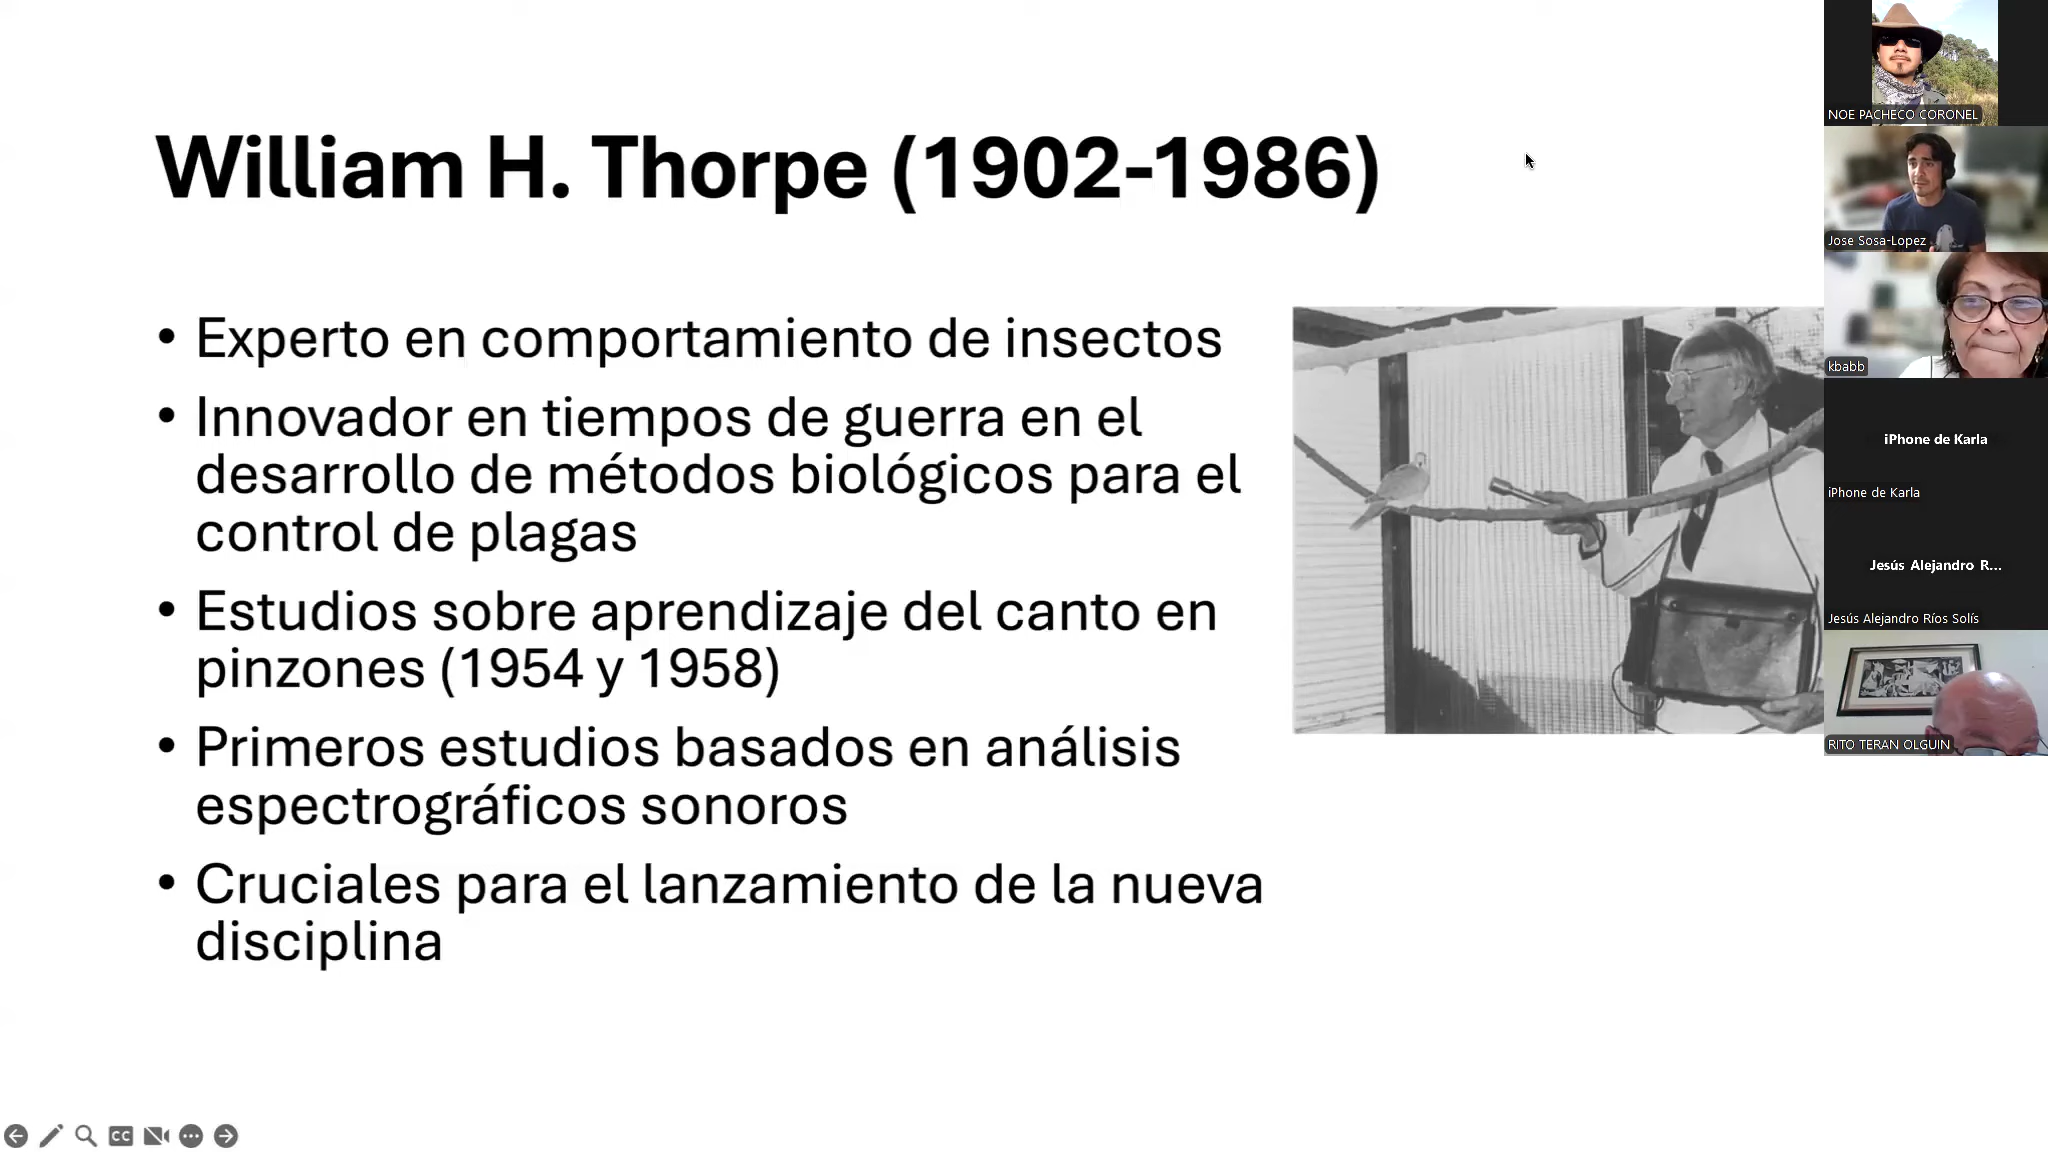 William H. Thorpe (1902-1986)
• Experto en comportamiento de insectos
• Innovador en tiempos de guerra en el
desarrollo de métodos biológicos para el
control de plagas
• Estudios sobre aprendizaje del canto en
pinzones (1954 y 1958)
• Primeros estudios basados en análisis
espectrográficos sonoros
• Cruciales para el lanzamiento de la nueva
disciplina
NOE PACHECO CORONEL
Jose Sosa-Lopez
kbabb
iPhone de Karla
iPhone de Karla
Jesús Alejandro R...
Jesús Alejandro Ríos Solís
RITO TERAN OLGUIN
CC